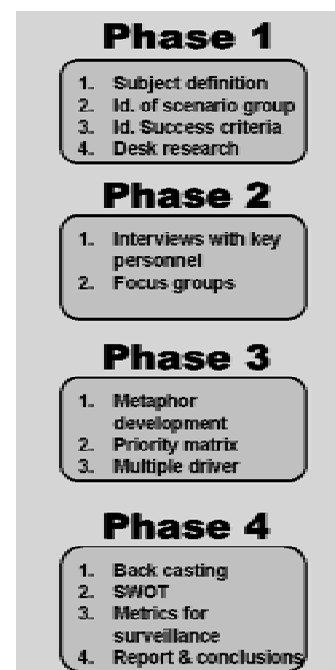 Phase 1
1. Subject definition
2. Id. of scenario group
3. Id. Success criteria
4. Desk research
Phase 2
1. Interviews with key
personnel
2. Focus groups
Phase 3
1. Metaphor
development
2. Priority matrix
3. Multiple driver
Phase 4
1. Back casting
2. SWOT
3. Metrics for
surveillance
4. Report & conclusions